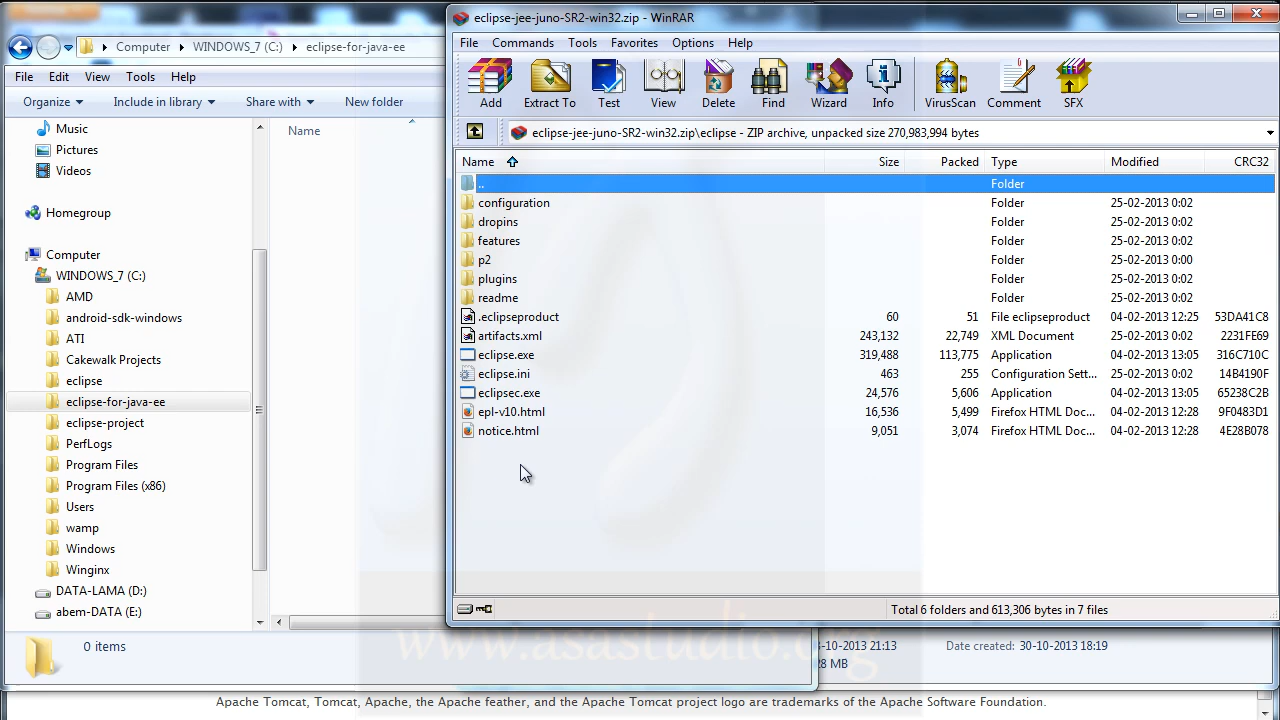 eclipse-jee-juno-SR2-win32.zip - WinRAR
Computer WINDOWS_7 (C:) eclipse-for-java-ee
File Edit View Tools Help
Organize Include in library Share with New folder
Music
Pictures
Videos
Homegroup
Computer
WINDOWS_7 (C:)
AMD
android-sdk-windows
ATI
Cakewalk Projects
eclipse
eclipse-for-java-ee
eclipse-project
PerfLogs
Program Files
Program Files (x86)
Users
wamp
Windows
Winginx
DATA-LAMA (D:)
abem-DATA (E:)
Name
0 items
File Commands Tools Favorites Options Help
Add Extract To Test View Delete Find Wizard Info VirusScan Comment SFX
eclipse-jee-juno-SR2-win32.zip\eclipse - ZIP archive, unpacked size 270,983,994 bytes
Name Size Packed Type Modified CRC32
.. Folder
configuration Folder 25-02-2013 0:02
dropins Folder 25-02-2013 0:02
features Folder 25-02-2013 0:02
p2 Folder 25-02-2013 0:00
plugins Folder 25-02-2013 0:02
readme Folder 25-02-2013 0:02
.eclipseproduct 60 51 File eclipseproduct 04-02-2013 12:25 53DA41C8
artifacts.xml 243,132 22,749 XML Document 25-02-2013 0:02 2231FE69
eclipse.exe 319,488 113,775 Application 04-02-2013 13:05 316C710C
eclipse.ini 463 255 Configuration Sett... 25-02-2013 0:02 14B4190F
eclipsec.exe 24,576 5,606 Application 04-02-2013 13:05 65238C2B
epl-v10.html 16,536 5,499 Firefox HTML Doc... 04-02-2013 12:28 9F0483D1
notice.html 9,051 3,074 Firefox HTML Doc... 04-02-2013 12:28 4E28B078
Total 6 folders and 613,306 bytes in 7 files
www.asastudio.org
-10-2013 21:13 Date created: 30-10-2013 18:19
MB
Apache Tomcat, Tomcat, Apache, the Apache feather, and the Apache Tomcat project logo are trademarks of the Apache Software Foundation.